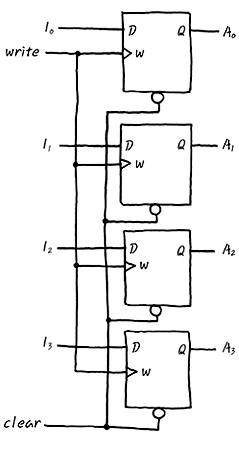 I₀ D Q A₀
write W
I₁ D Q A₁
W
I₂ D Q A₂
W
I₃ D Q A₃
W
clear